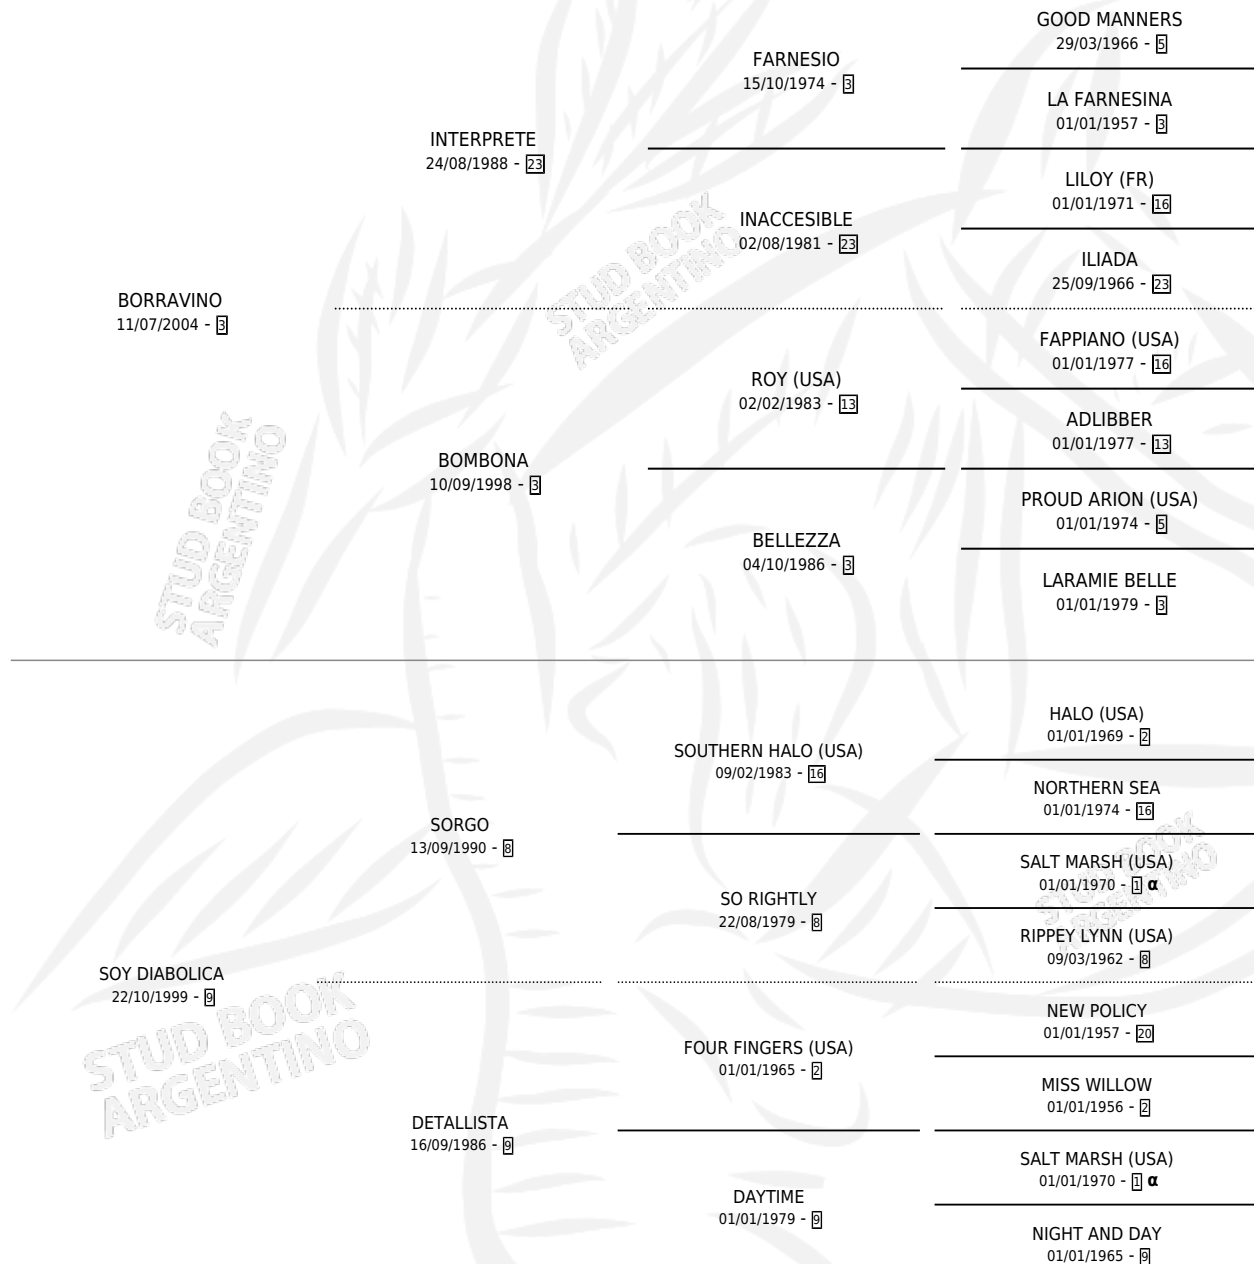 GOOD MANNERS
29/03/1966 - 5
FARNESIO
15/10/1974 - 3
LA FARNESINA
01/01/1957 - 3
INTERPRETE
24/08/1988 - 23
LILOY (FR)
01/01/1971 - 16
INACCESIBLE
02/08/1981 - 23
ILIADA
25/09/1966 - 23
BORRAVINO
11/07/2004 - 3
FAPPIANO (USA)
01/01/1977 - 16
ROY (USA)
02/02/1983 - 13
ADLIBBER
01/01/1977 - 13
BOMBONA
10/09/1998 - 3
PROUD ARION (USA)
01/01/1974 - 5
BELLEZZA
04/10/1986 - 3
LARAMIE BELLE
01/01/1979 - 3
HALO (USA)
01/01/1969 - 2
SOUTHERN HALO (USA)
09/02/1983 - 16
NORTHERN SEA
01/01/1974 - 16
SORGO
13/09/1990 - 8
SALT MARSH (USA)
01/01/1970 - 1 α
SO RIGHTLY
22/08/1979 - 8
RIPPEY LYNN (USA)
09/03/1962 - 8
SOY DIABOLICA
22/10/1999 - 9
NEW POLICY
01/01/1957 - 20
FOUR FINGERS (USA)
01/01/1965 - 2
MISS WILLOW
01/01/1956 - 2
DETALLISTA
16/09/1986 - 9
SALT MARSH (USA)
01/01/1970 - 1 α
DAYTIME
01/01/1979 - 9
NIGHT AND DAY
01/01/1965 - 9
STUD BOOK
ARGENTINO
STUD BOOK
ARGENTINO
STUD BOOK
ARGENTINO
STUD BOOK
ARGENTINO